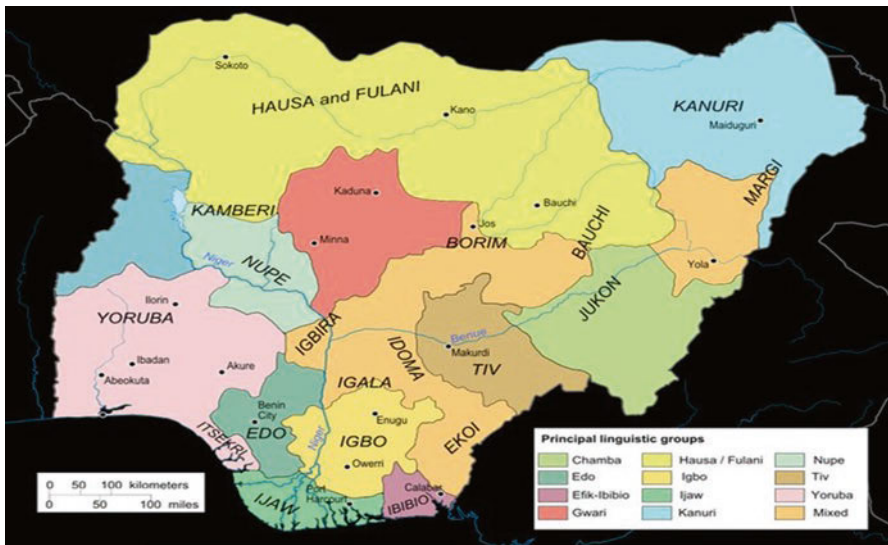 Sokoto
HAUSA and FULANI
Kano
KANURI
Maiduguri
Kaduna
KAMBERI
MARGI
Bauchi
Jos
BORIM
BAUCHI
Minna
Niger
NUPE
Yola
Ilorin
YORUBA
JUKON
IGBIRA
Benue
IDOMA
Makurdi
Ibadan
Akure
TIV
Abeokuta
IGALA
Benin
City
EDO
Enugu
ITSEKRI
Niger
IGBO
EKOI
Owerri
IJAW
Port
Harcourt
Calabar
IBIBIO
0 50 100 kilometers
0 50 100 miles
Principal linguistic groups
Chamba
Edo
Efik-Ibibio
Gwari
Hausa / Fulani
Igbo
Ijaw
Kanuri
Nupe
Tiv
Yoruba
Mixed